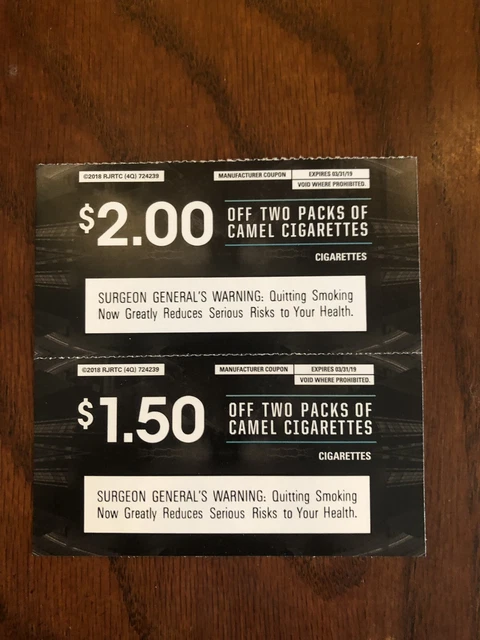 ©2018 RJRTC (4Q) 724239
MANUFACTURER COUPON
EXPIRES 03/31/19
VOID WHERE PROHIBITED.
$2.00
OFF TWO PACKS OF
CAMEL CIGARETTES
CIGARETTES
SURGEON GENERAL'S WARNING: Quitting Smoking
Now Greatly Reduces Serious Risks to Your Health.
©2018 RJRTC (4Q) 724239
MANUFACTURER COUPON
EXPIRES 03/31/19
VOID WHERE PROHIBITED.
$1.50
OFF TWO PACKS OF
CAMEL CIGARETTES
CIGARETTES
SURGEON GENERAL'S WARNING: Quitting Smoking
Now Greatly Reduces Serious Risks to Your Health.